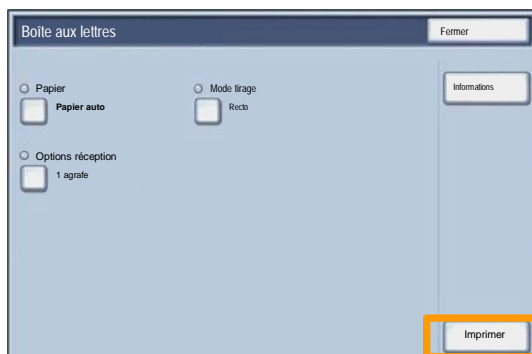 Boîte aux lettres
Fermer
Papier
Papier auto
Mode tirage
Recto
Informations
Options réception
1 agrafe
Imprimer